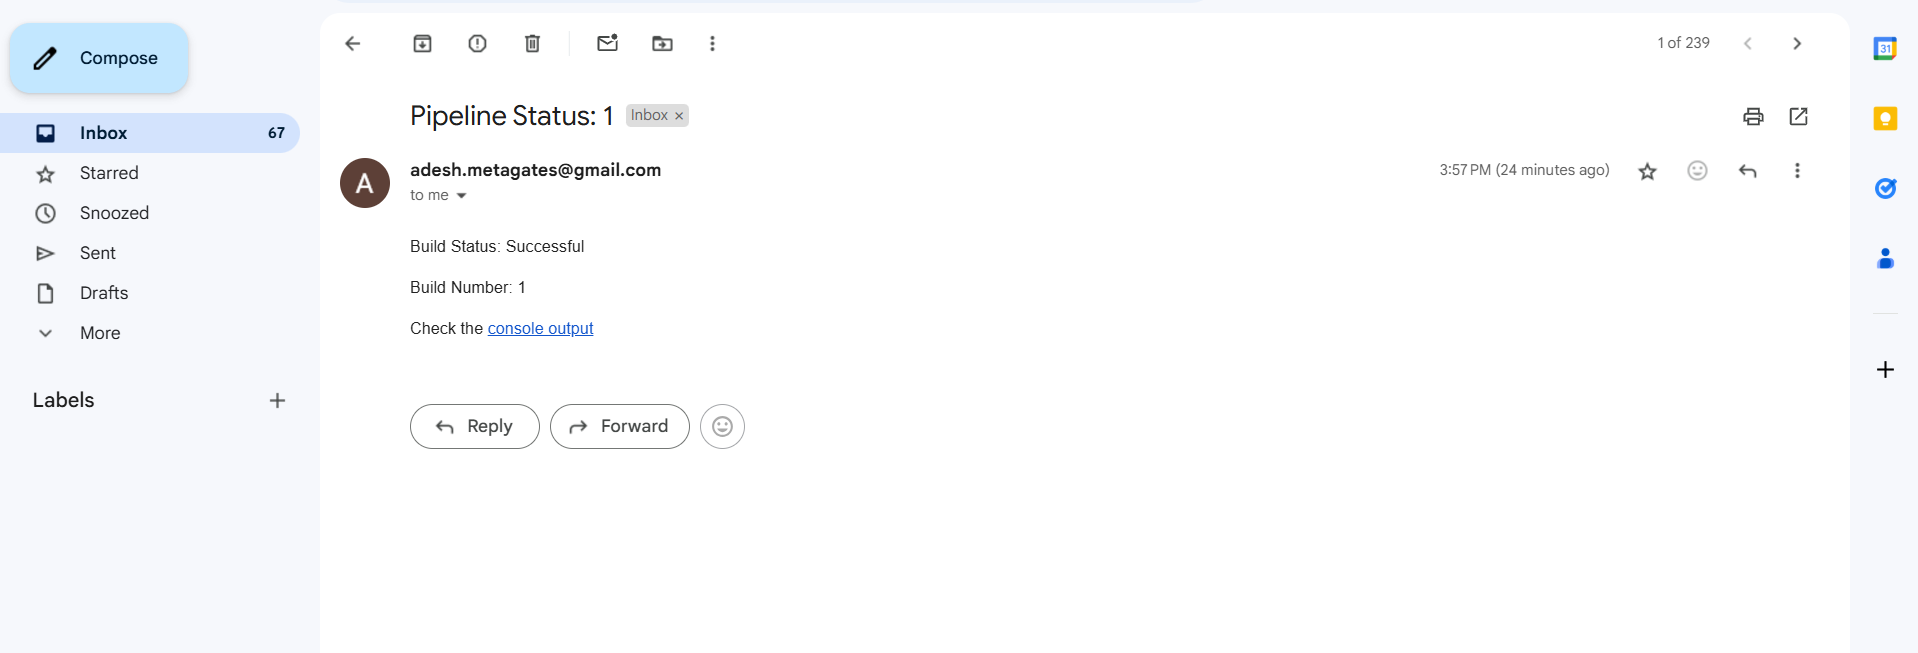 Compose
Inbox 67
Starred
Snoozed
Sent
Drafts
More
Labels
1 of 239
Pipeline Status: 1 Inbox ×
A
adesh.metagates@gmail.com
3:57 PM (24 minutes ago)
to me
Build Status: Successful
Build Number: 1
Check the console output
Reply
Forward
31